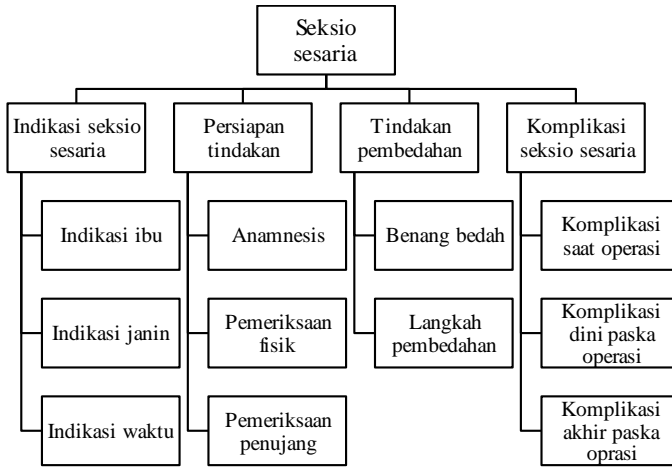 Seksio
sesaria
Indikasi seksio
sesaria
Indikasi ibu
Indikasi janin
Indikasi waktu
Persiapan
tindakan
Anamnesis
Pemeriksaan
fisik
Pemeriksaan
penujang
Tindakan
pembedahan
Benang bedah
Langkah
pembedahan
Komplikasi
seksio sesaria
Komplikasi
saat operasi
Komplikasi
dini paska
operasi
Komplikasi
akhir paska
oprasi